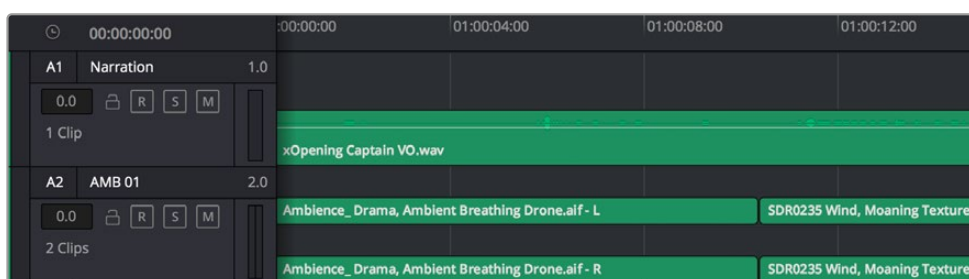 00:00:00:00 :00:00:00 01:00:04:00 01:00:08:00 01:00:12:00
A1 Narration 1.0
0.0 R S M
1 Clip
xOpening Captain VO.wav
A2 AMB 01 2.0
0.0 R S M
Ambience_ Drama, Ambient Breathing Drone.aif - L SDR0235 Wind, Moaning Texture
2 Clips
Ambience_ Drama, Ambient Breathing Drone.aif - R SDR0235 Wind, Moaning Texture